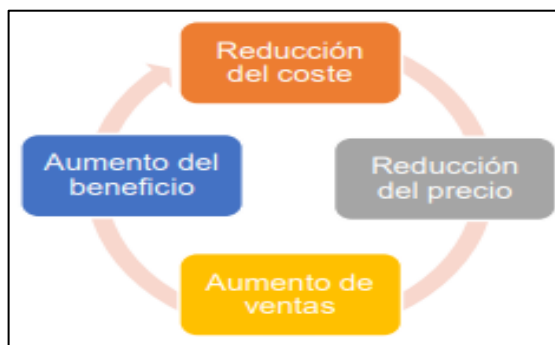 Reducción
del coste
Reducción
del precio
Aumento de
ventas
Aumento del
beneficio